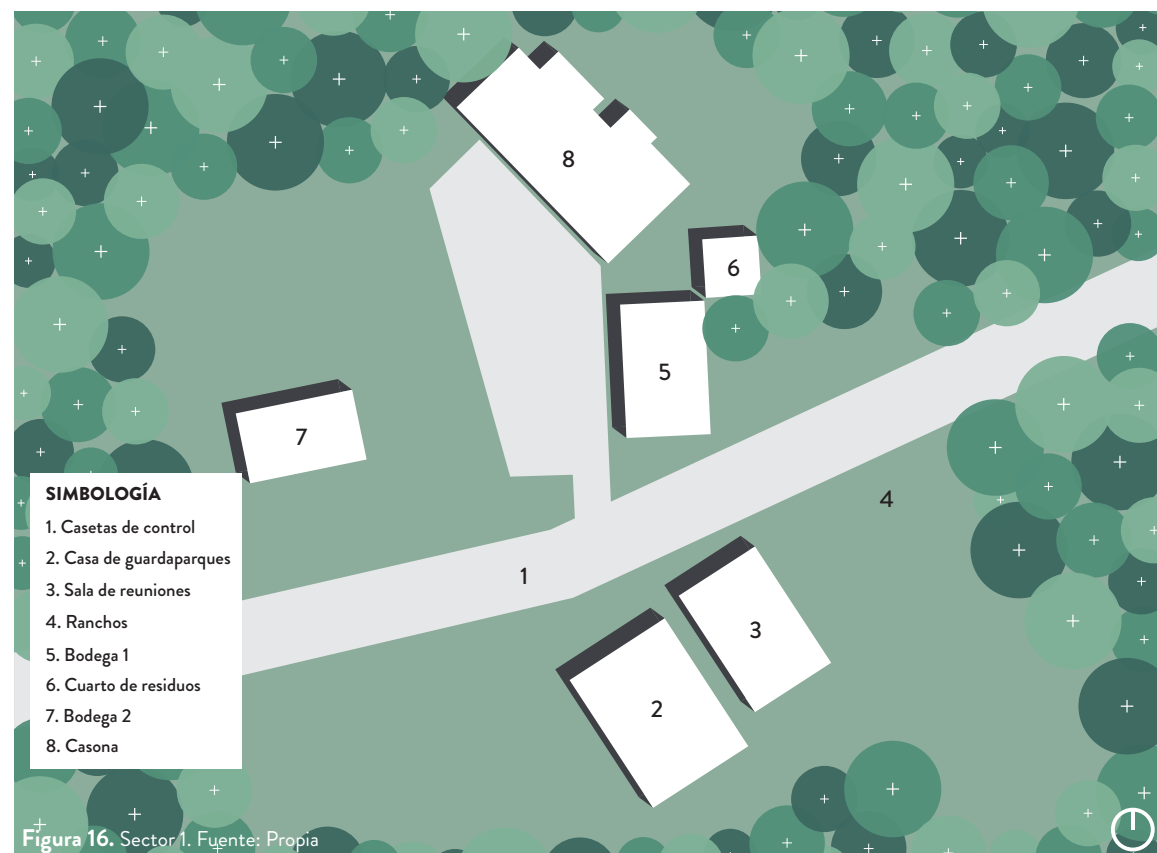 8
6
5
7
4
1
3
2
SIMBOLOGÍA
1. Casetas de control
2. Casa de guardaparques
3. Sala de reuniones
4. Ranchos
5. Bodega 1
6. Cuarto de residuos
7. Bodega 2
8. Casona
Figura 16. Sector 1. Fuente: Propia